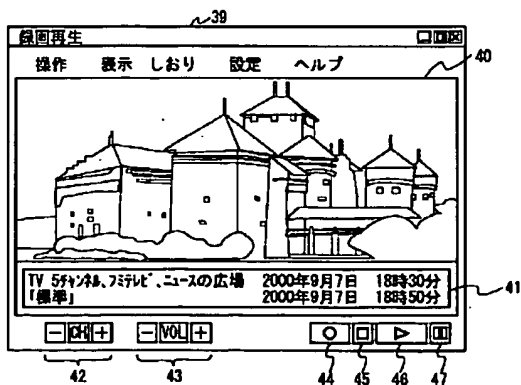 39
録画再生
操作 表示 しおり 設定 ヘルプ
40
TV 5チャンネル、フミテレビ、ニュースの広場 2000年9月7日 18時30分
「標準」 2000年9月7日 18時50分
41
− CH + − VOL +
42 43 44 45 46 47